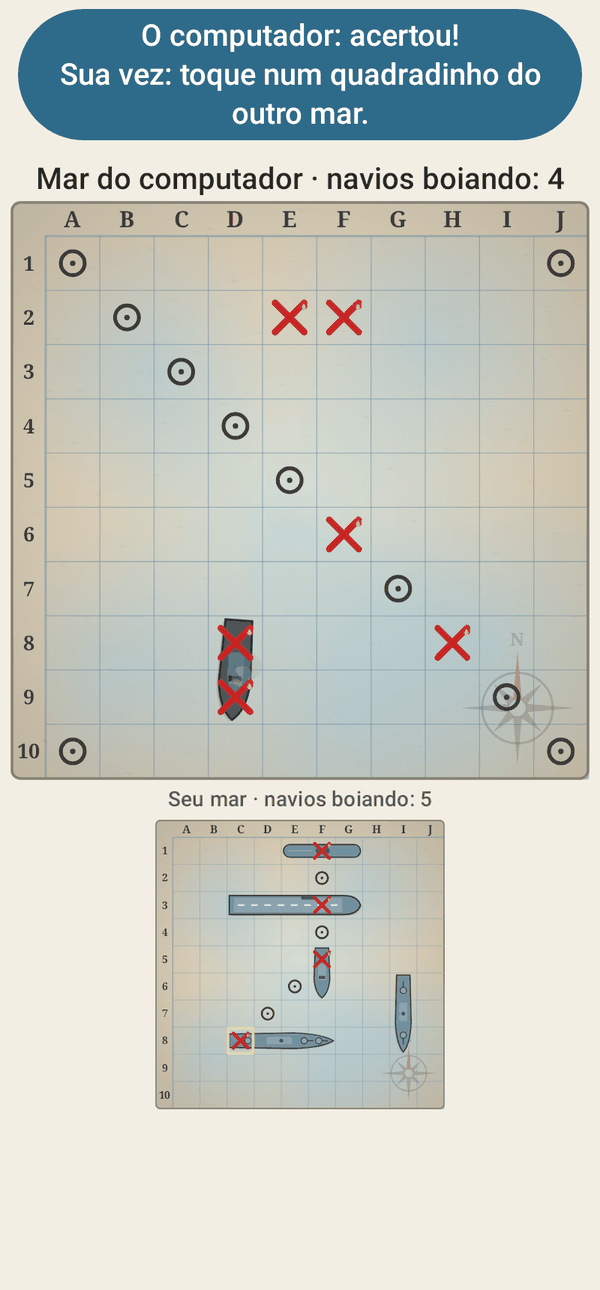 O computador: acertou!
Sua vez: toque num quadradinho do
outro mar.
Mar do computador · navios boiando: 4
A B C D E F G H I J
1
2
3
4
5
6
7
8
N
9
10
Seu mar · navios boiando: 5
A B C D E F G H I J
1
2
3
4
5
6
7
8
9
10